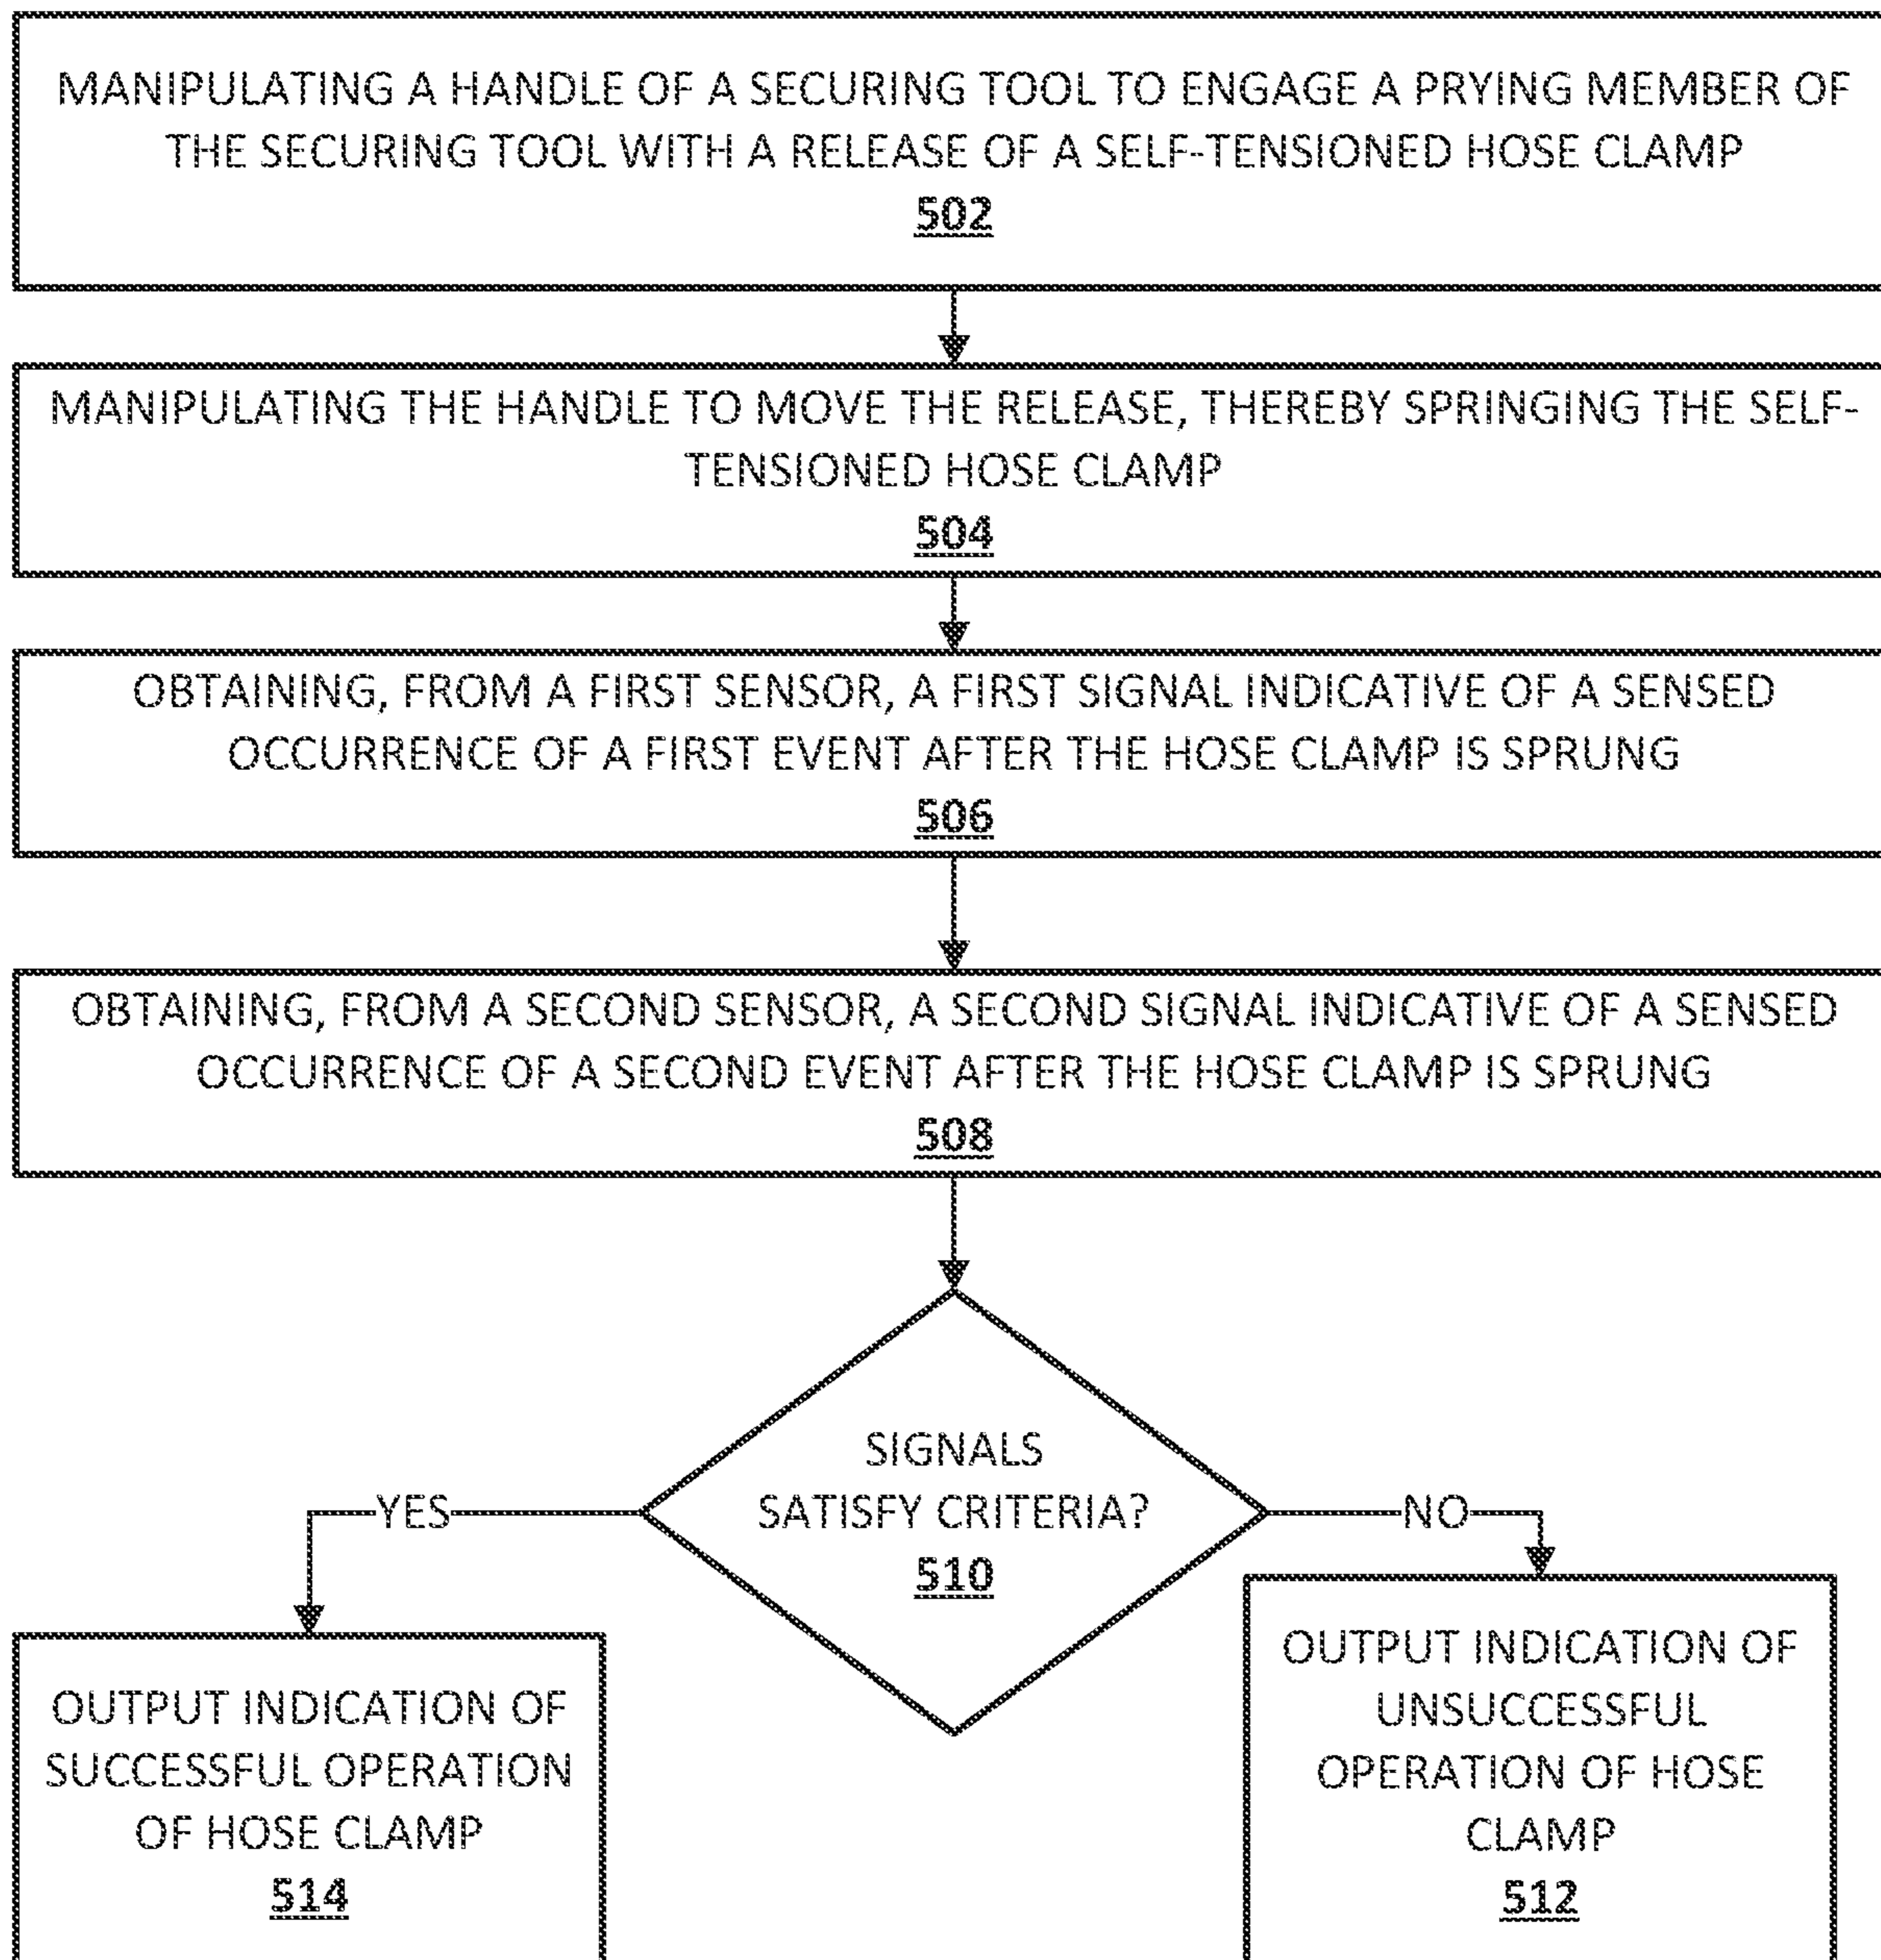 MANIPULATING A HANDLE OF A SECURING TOOL TO ENGAGE A PRYING MEMBER OF
THE SECURING TOOL WITH A RELEASE OF A SELF-TENSIONED HOSE CLAMP
502
MANIPULATING THE HANDLE TO MOVE THE RELEASE, THEREBY SPRINGING THE SELF-
TENSIONED HOSE CLAMP
504
OBTAINING, FROM A FIRST SENSOR, A FIRST SIGNAL INDICATIVE OF A SENSED
OCCURRENCE OF A FIRST EVENT AFTER THE HOSE CLAMP IS SPRUNG
506
OBTAINING, FROM A SECOND SENSOR, A SECOND SIGNAL INDICATIVE OF A SENSED
OCCURRENCE OF A SECOND EVENT AFTER THE HOSE CLAMP IS SPRUNG
508
SIGNALS
SATISFY CRITERIA?
510
YES
NO
OUTPUT INDICATION OF
SUCCESSFUL OPERATION
OF HOSE CLAMP
514
OUTPUT INDICATION OF
UNSUCCESSFUL
OPERATION OF HOSE
CLAMP
512